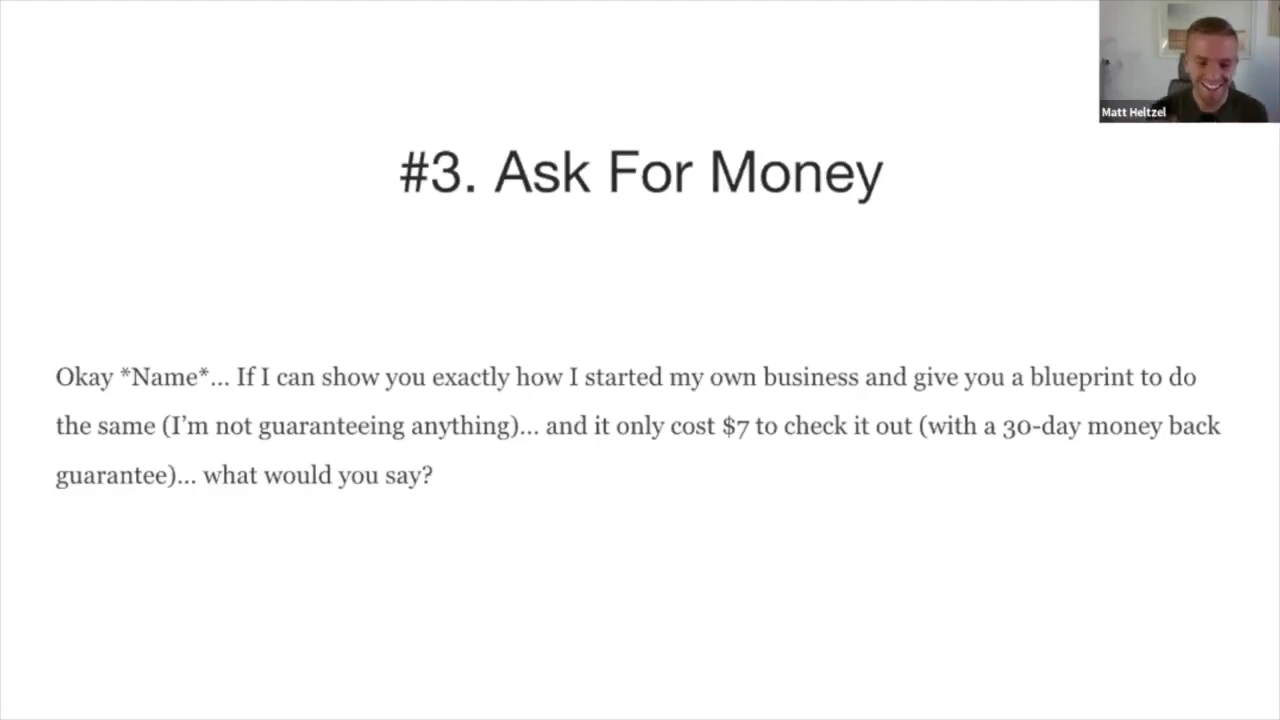 Matt Heltzel
#3. Ask For Money
Okay *Name*... If I can show you exactly how I started my own business and give you a blueprint to do
the same (I’m not guaranteeing anything)... and it only cost $7 to check it out (with a 30-day money back
guarantee)... what would you say?